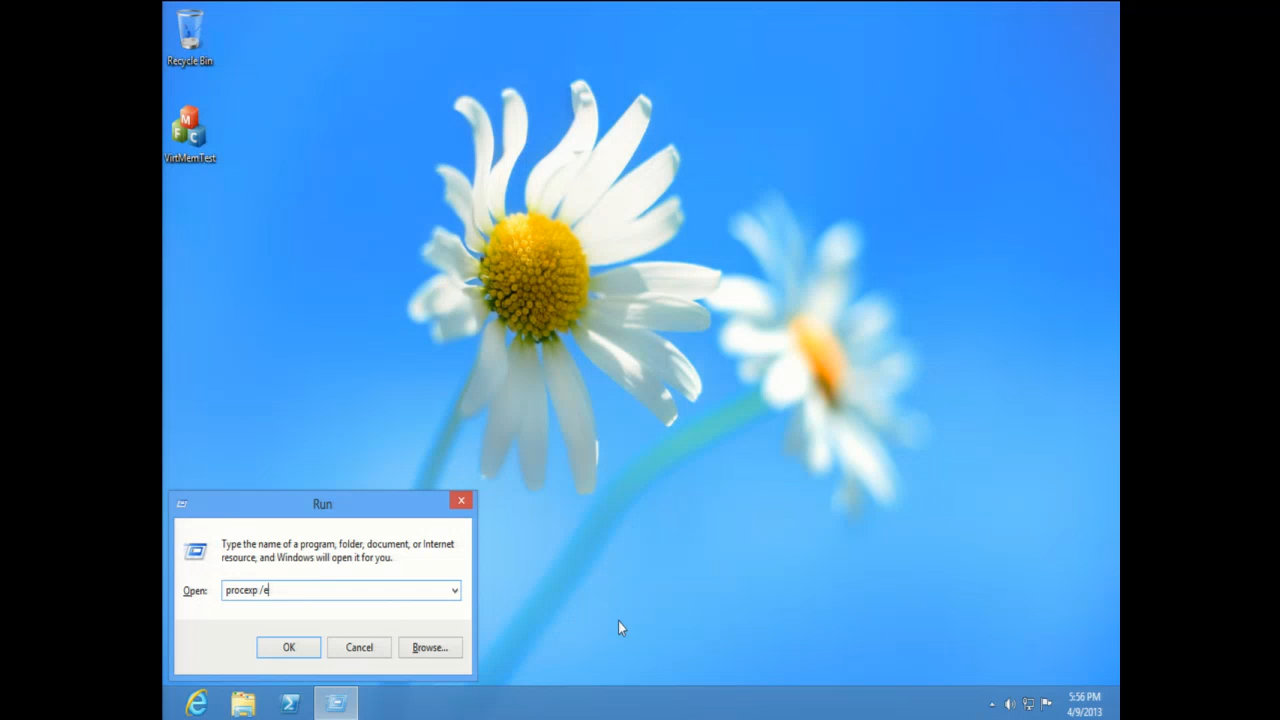 Recycle Bin
M
F
C
VirtMemTest
Run
x
Type the name of a program, folder, document, or Internet
resource, and Windows will open it for you.
Open:
procexp /e
OK
Cancel
Browse...
5:56 PM
4/9/2013